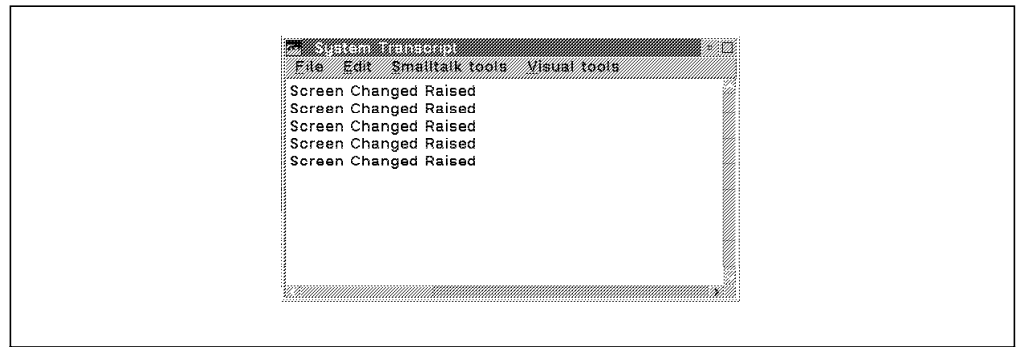 System Transcript
File Edit Smalltalk tools Visual tools
Screen Changed Raised
Screen Changed Raised
Screen Changed Raised
Screen Changed Raised
Screen Changed Raised